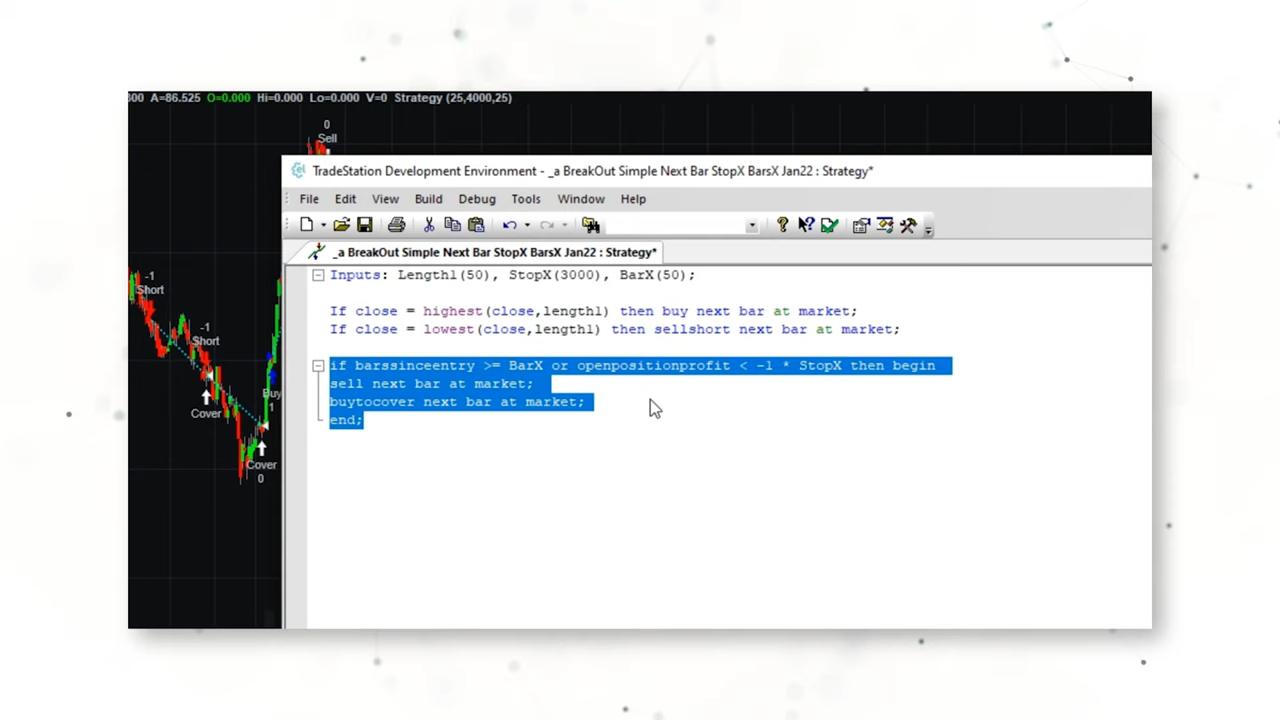 300 A=86.525 O=0.000 Hi=0.000 Lo=0.000 V=0 Strategy (25,4000,25)
0
Sell
-1
Short
-1
Short
Cover
Buy
1
Cover
0
TradeStation Development Environment - _a BreakOut Simple Next Bar StopX BarsX Jan22 : Strategy*
File Edit View Build Debug Tools Window Help
_a BreakOut Simple Next Bar StopX BarsX Jan22 : Strategy*
Inputs: Length1(50), StopX(3000), BarX(50);
If close = highest(close,length1) then buy next bar at market;
If close = lowest(close,length1) then sellshort next bar at market;
if barssinceentry >= BarX or openpositionprofit < -1 * StopX then begin
sell next bar at market;
buytocover next bar at market;
end;